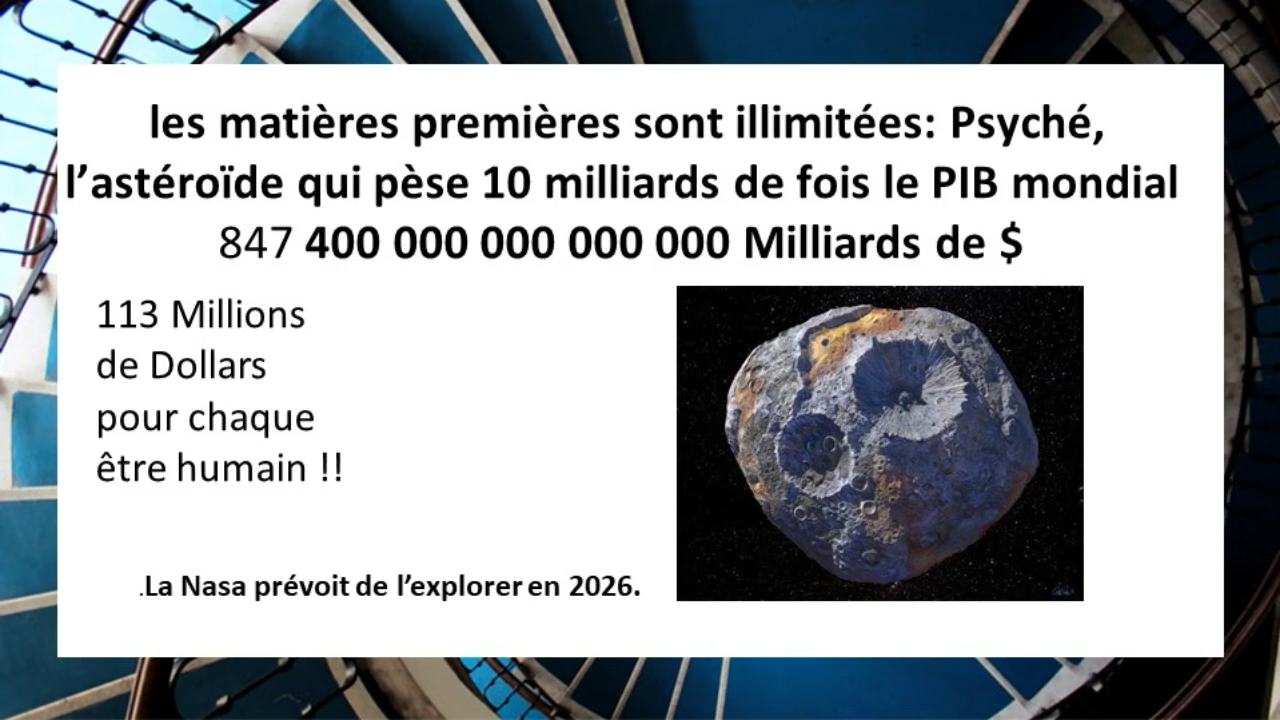 les matières premières sont illimitées: Psyché,
l’astéroïde qui pèse 10 milliards de fois le PIB mondial
847 400 000 000 000 000 Milliards de $
113 Millions
de Dollars
pour chaque
être humain !!
.La Nasa prévoit de l’explorer en 2026.